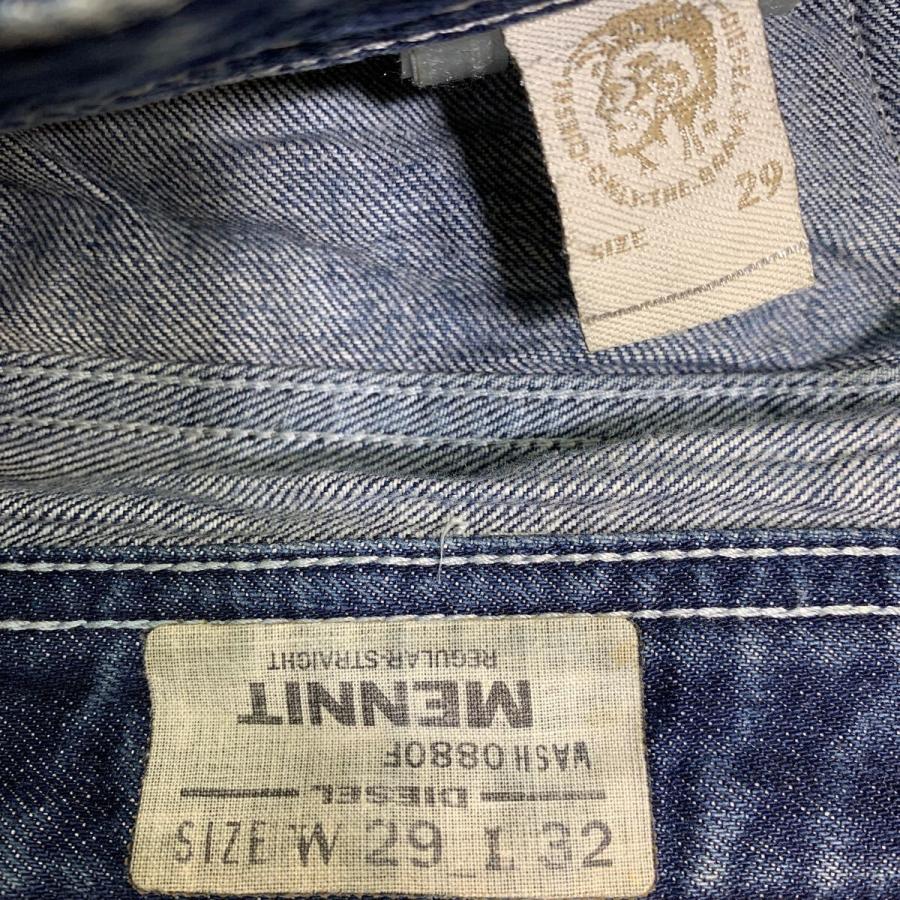 DIESEL
ONLY THE BRAVE
SIZE 29
REGULAR-STRAIGHT
MENNIT
WASH 0880F
DIESEL
SIZE W 29 L 32